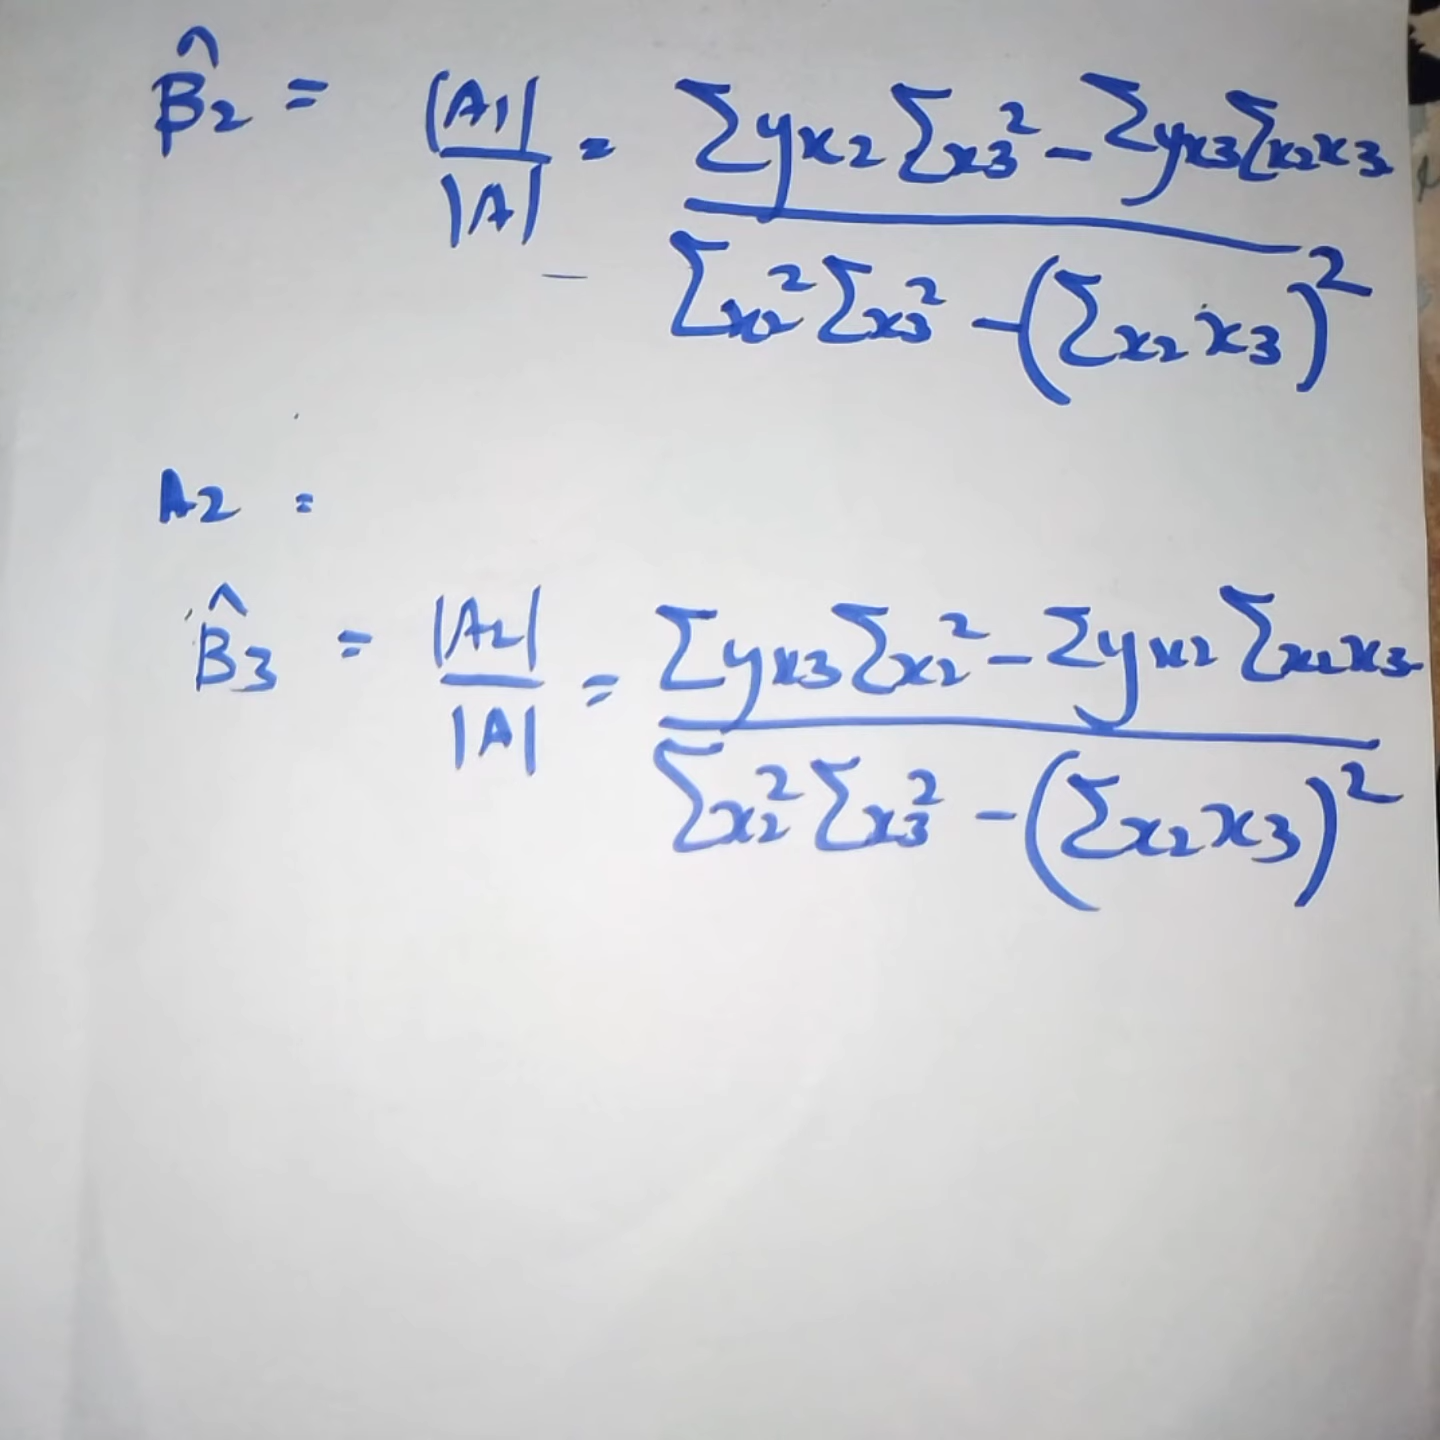 B̂2 = |A1|/|A| = Σyx2 Σx3² - Σyx3 Σx2x3 / Σx2² Σx3² - (Σx2x3)²
A2 =
B̂3 = |A2|/|A| = Σyx3 Σx2² - Σyx2 Σx2x3 / Σx2² Σx3² - (Σx2x3)²